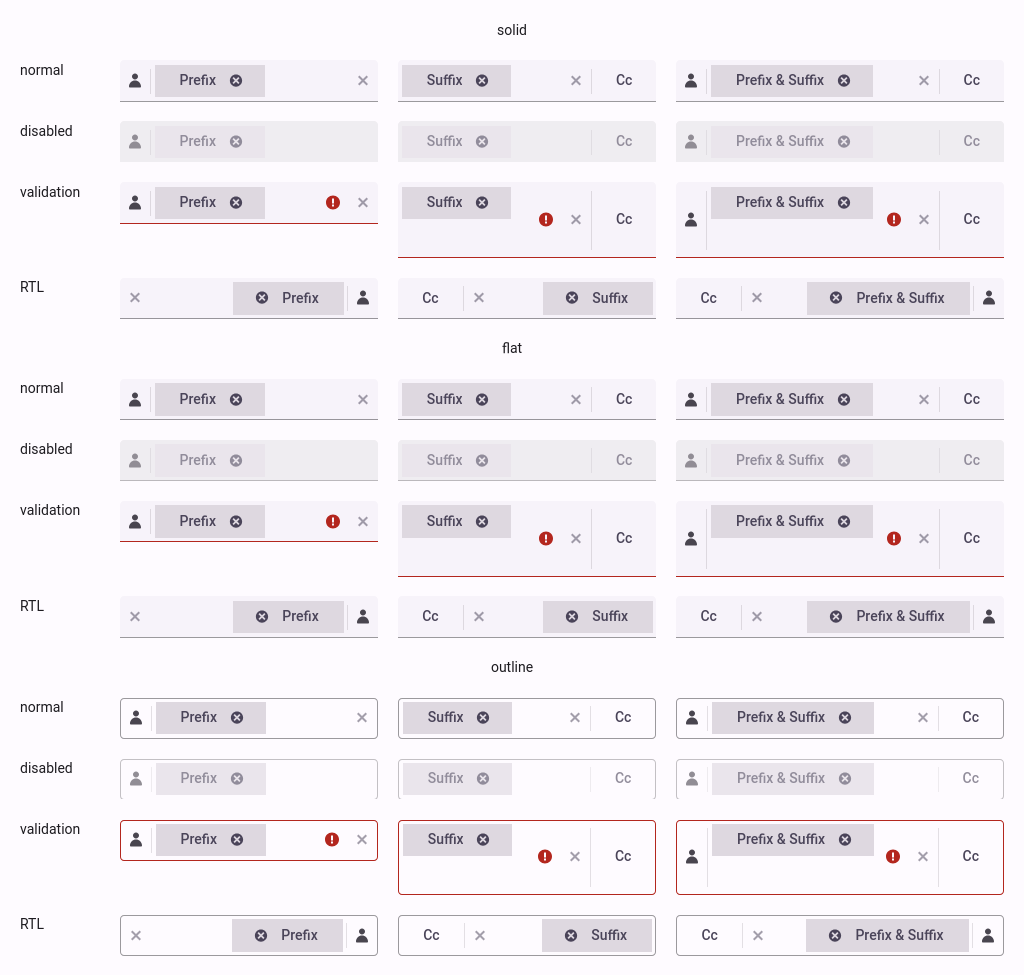 solid
normal Prefix Suffix Cc Prefix & Suffix Cc
disabled Prefix Suffix Cc Prefix & Suffix Cc
validation Prefix Suffix Cc Prefix & Suffix Cc
RTL Prefix Cc Suffix Cc Prefix & Suffix
flat
normal Prefix Suffix Cc Prefix & Suffix Cc
disabled Prefix Suffix Cc Prefix & Suffix Cc
validation Prefix Suffix Cc Prefix & Suffix Cc
RTL Prefix Cc Suffix Cc Prefix & Suffix
outline
normal Prefix Suffix Cc Prefix & Suffix Cc
disabled Prefix Suffix Cc Prefix & Suffix Cc
validation Prefix Suffix Cc Prefix & Suffix Cc
RTL Prefix Cc Suffix Cc Prefix & Suffix